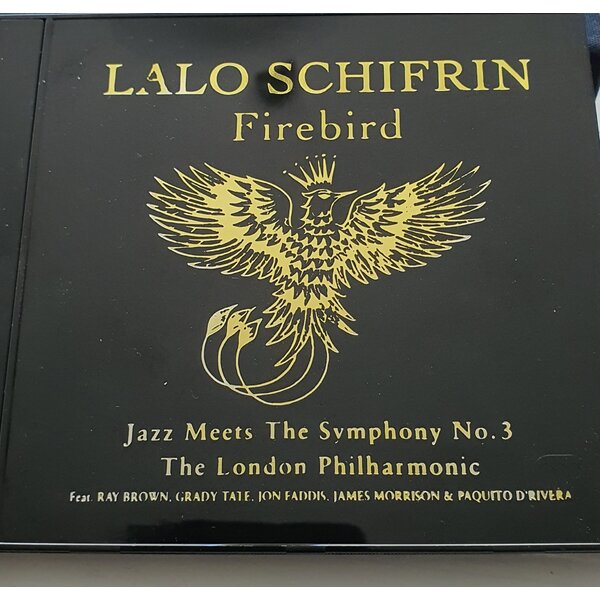 LALO SCHIFRIN
Firebird
Jazz Meets The Symphony No. 3
The London Philharmonic
Feat. RAY BROWN, GRADY TATE, JON FADDIS, JAMES MORRISON & PAQUITO D'RIVERA